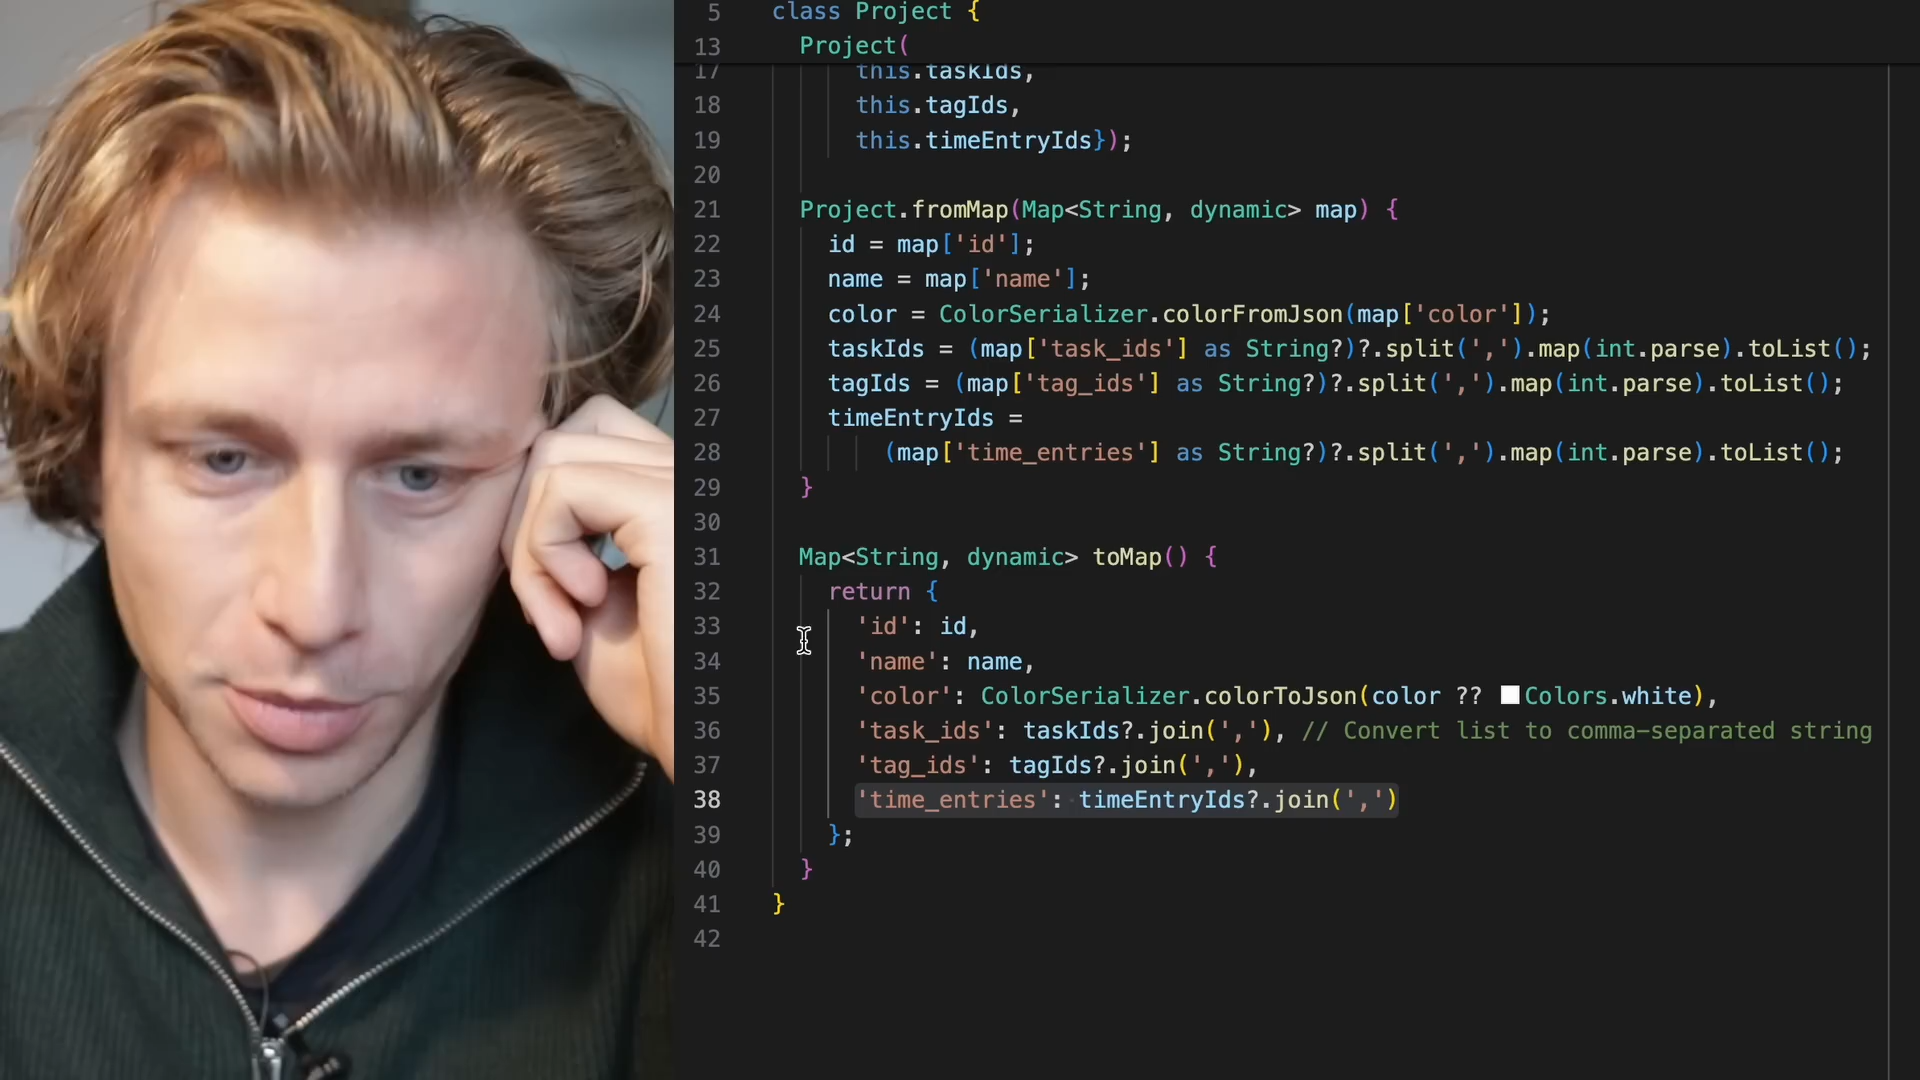 5 class Project {
13 Project(
17 this.taskIds,
18 this.tagIds,
19 this.timeEntryIds});
20
21 Project.fromMap(Map<String, dynamic> map) {
22 id = map['id'];
23 name = map['name'];
24 color = ColorSerializer.colorFromJson(map['color']);
25 taskIds = (map['task_ids'] as String?)?.split(',').map(int.parse).toList();
26 tagIds = (map['tag_ids'] as String?)?.split(',').map(int.parse).toList();
27 timeEntryIds =
28 (map['time_entries'] as String?)?.split(',').map(int.parse).toList();
29 }
30
31 Map<String, dynamic> toMap() {
32 return {
33 'id': id,
34 'name': name,
35 'color': ColorSerializer.colorToJson(color ?? Colors.white),
36 'task_ids': taskIds?.join(','), // Convert list to comma-separated string
37 'tag_ids': tagIds?.join(','),
38 'time_entries': timeEntryIds?.join(',')
39 };
40 }
41 }
42